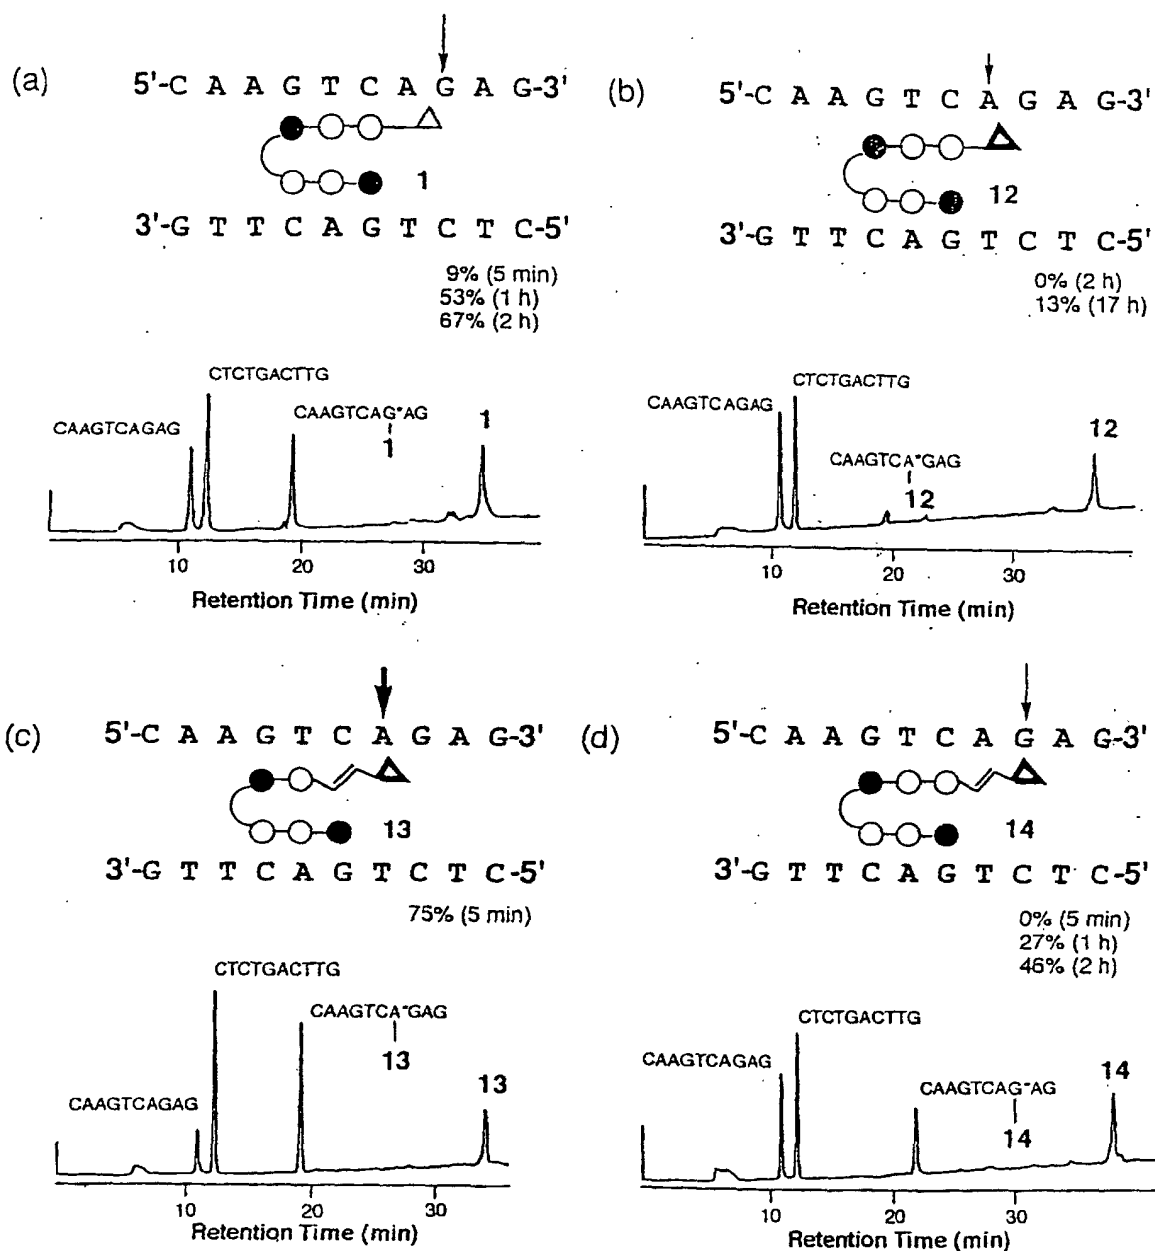 (a)
5'-C A A G T C A G A G-3'
1
3'-G T T C A G T C T C-5'
9% (5 min)
53% (1 h)
67% (2 h)
CTCTGACTTG
CAAGTCAGAG
CAAGTCAG*AG
1
1
10
20
30
Retention Time (min)
(b)
5'-C A A G T C A G A G-3'
12
3'-G T T C A G T C T C-5'
0% (2 h)
13% (17 h)
CTCTGACTTG
CAAGTCAGAG
CAAGTCA*GAG
12
12
10
20
30
Retention Time (min)
(c)
5'-C A A G T C A G A G-3'
13
3'-G T T C A G T C T C-5'
75% (5 min)
CTCTGACTTG
CAAGTCA*GAG
13
13
CAAGTCAGAG
10
20
30
Retention Time (min)
(d)
5'-C A A G T C A G A G-3'
14
3'-G T T C A G T C T C-5'
0% (5 min)
27% (1 h)
46% (2 h)
CTCTGACTTG
CAAGTCAGAG
CAAGTCAG*AG
14
14
10
20
30
Retention Time (min)